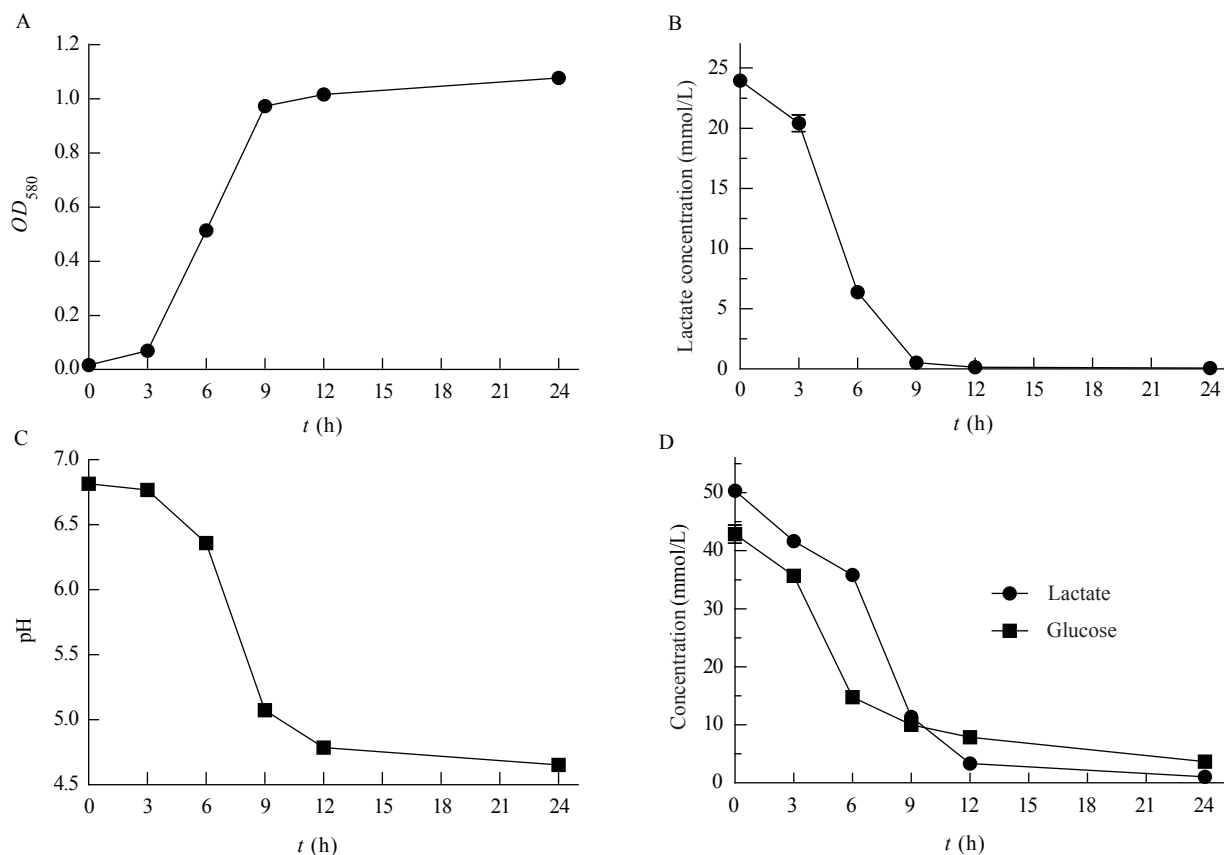 A
1.2
1.0
0.8
0.6
0.4
0.2
0.0
OD580
0 3 6 9 12 15 18 21 24
t (h)
B
25
20
15
10
5
0
Lactate concentration (mmol/L)
0 3 6 9 12 15 18 21 24
t (h)
C
7.0
6.5
6.0
5.5
5.0
4.5
pH
0 3 6 9 12 15 18 21 24
t (h)
D
50
40
30
20
10
0
Concentration (mmol/L)
Lactate
Glucose
0 3 6 9 12 15 18 21 24
t (h)